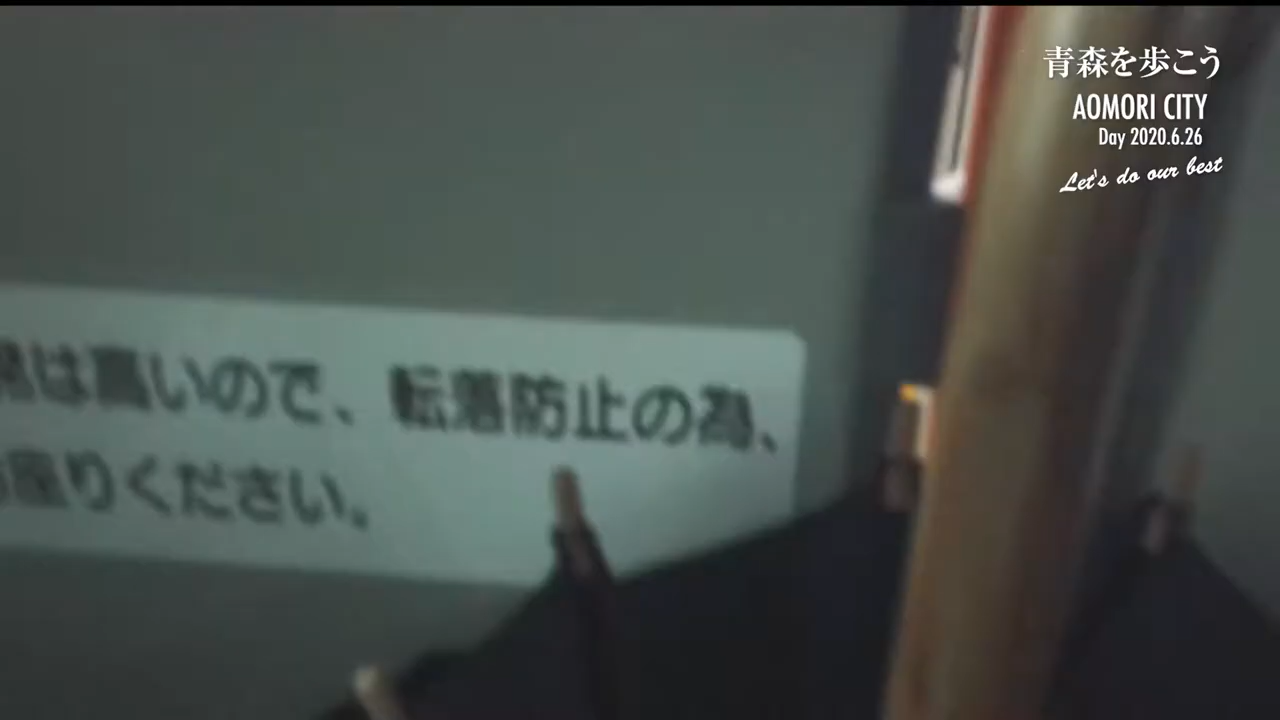 青森を歩こう
AOMORI CITY
Day 2020.6.26
Let's do our best
は高いので、転落防止の為、
座りください。